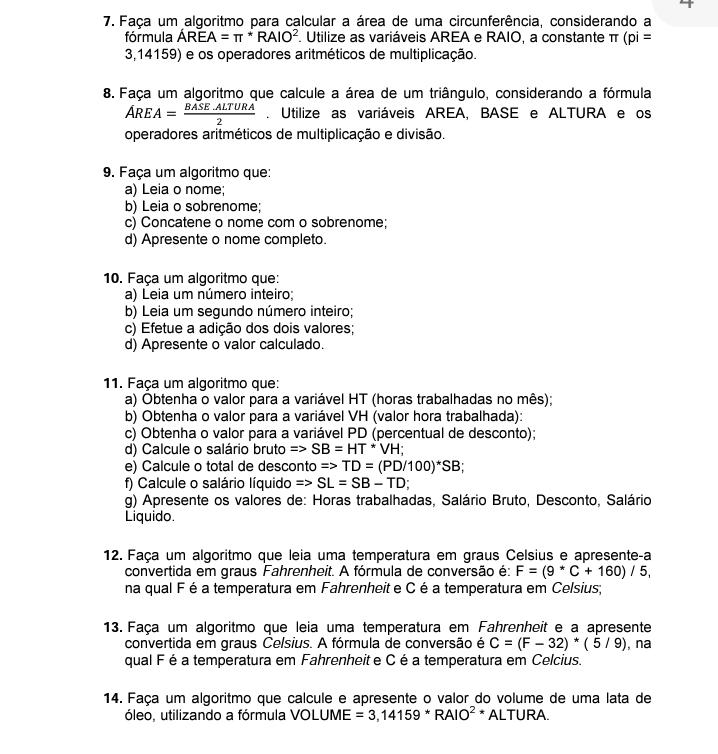 7. Faça um algoritmo para calcular a área de uma circunferência, considerando a
fórmula ÁREA = π * RAIO². Utilize as variáveis AREA e RAIO, a constante π (pi =
3,14159) e os operadores aritméticos de multiplicação.
8. Faça um algoritmo que calcule a área de um triângulo, considerando a fórmula
ÁREA = BASE .ALTURA / 2 . Utilize as variáveis AREA, BASE e ALTURA e os
operadores aritméticos de multiplicação e divisão.
9. Faça um algoritmo que:
a) Leia o nome;
b) Leia o sobrenome;
c) Concatene o nome com o sobrenome;
d) Apresente o nome completo.
10. Faça um algoritmo que:
a) Leia um número inteiro;
b) Leia um segundo número inteiro;
c) Efetue a adição dos dois valores;
d) Apresente o valor calculado.
11. Faça um algoritmo que:
a) Obtenha o valor para a variável HT (horas trabalhadas no mês);
b) Obtenha o valor para a variável VH (valor hora trabalhada):
c) Obtenha o valor para a variável PD (percentual de desconto);
d) Calcule o salário bruto => SB = HT * VH;
e) Calcule o total de desconto => TD = (PD/100)*SB;
f) Calcule o salário líquido => SL = SB – TD;
g) Apresente os valores de: Horas trabalhadas, Salário Bruto, Desconto, Salário
Liquido.
12. Faça um algoritmo que leia uma temperatura em graus Celsius e apresente-a
convertida em graus Fahrenheit. A fórmula de conversão é: F = (9 * C + 160) / 5,
na qual F é a temperatura em Fahrenheit e C é a temperatura em Celsius;
13. Faça um algoritmo que leia uma temperatura em Fahrenheit e a apresente
convertida em graus Celsius. A fórmula de conversão é C = (F – 32) * ( 5 / 9), na
qual F é a temperatura em Fahrenheit e C é a temperatura em Celcius.
14. Faça um algoritmo que calcule e apresente o valor do volume de uma lata de
óleo, utilizando a fórmula VOLUME = 3,14159 * RAIO² * ALTURA.